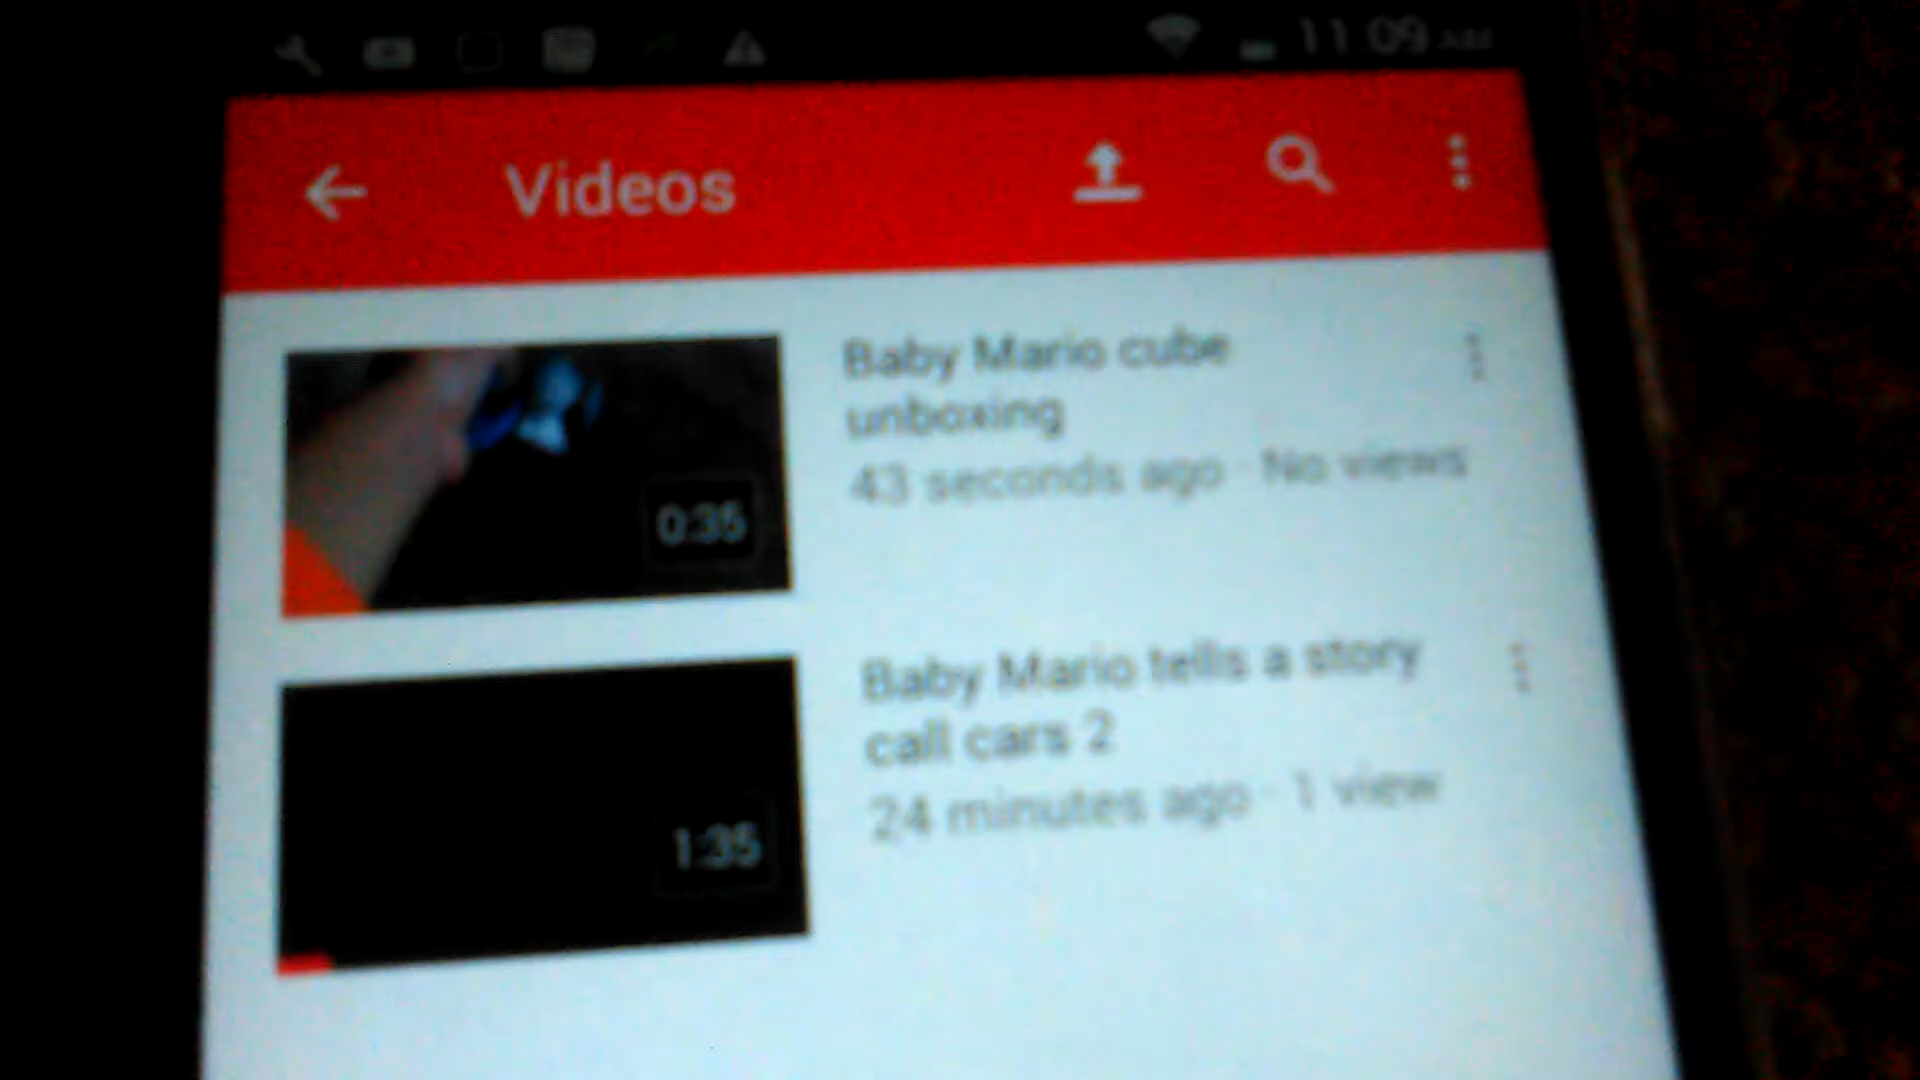 11:09 AM
Videos
Baby Mario cube
unboxing
43 seconds ago · No views
0:35
Baby Mario tells a story
call cars 2
24 minutes ago · 1 view
1:35